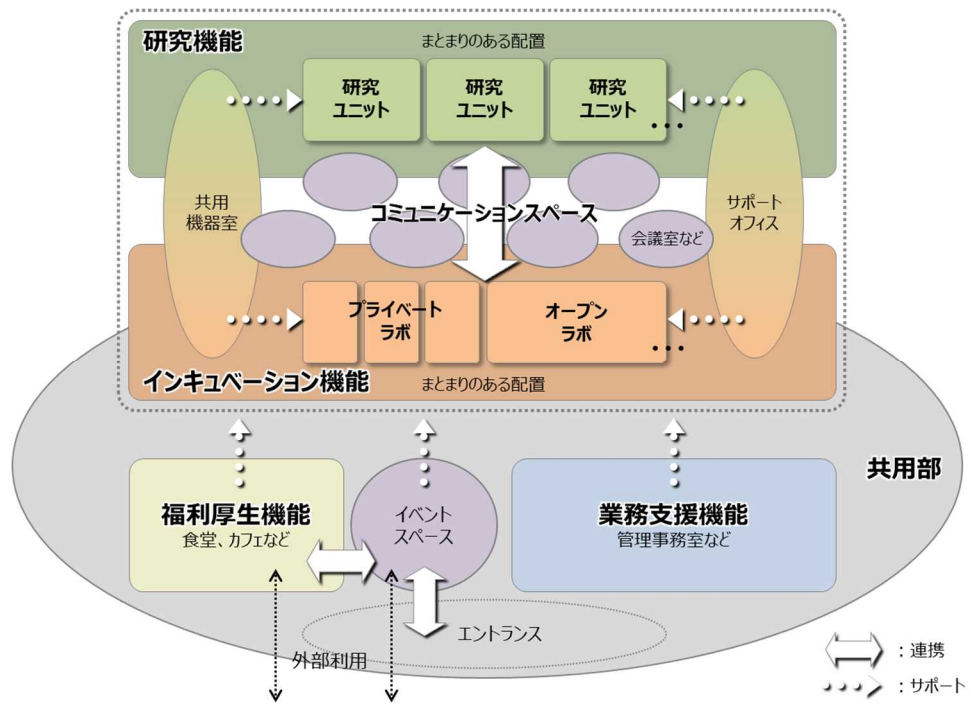 研究機能
まとまりのある配置
研究
ユニット
研究
ユニット
研究
ユニット
・・・
共用
機器室
サポート
オフィス
コミュニケーションスペース
会議室など
プライベート
ラボ
オープン
ラボ
・・・
インキュベーション機能
まとまりのある配置
共用部
福利厚生機能
食堂、カフェなど
イベント
スペース
業務支援機能
管理事務室など
エントランス
外部利用
：連携
：サポート